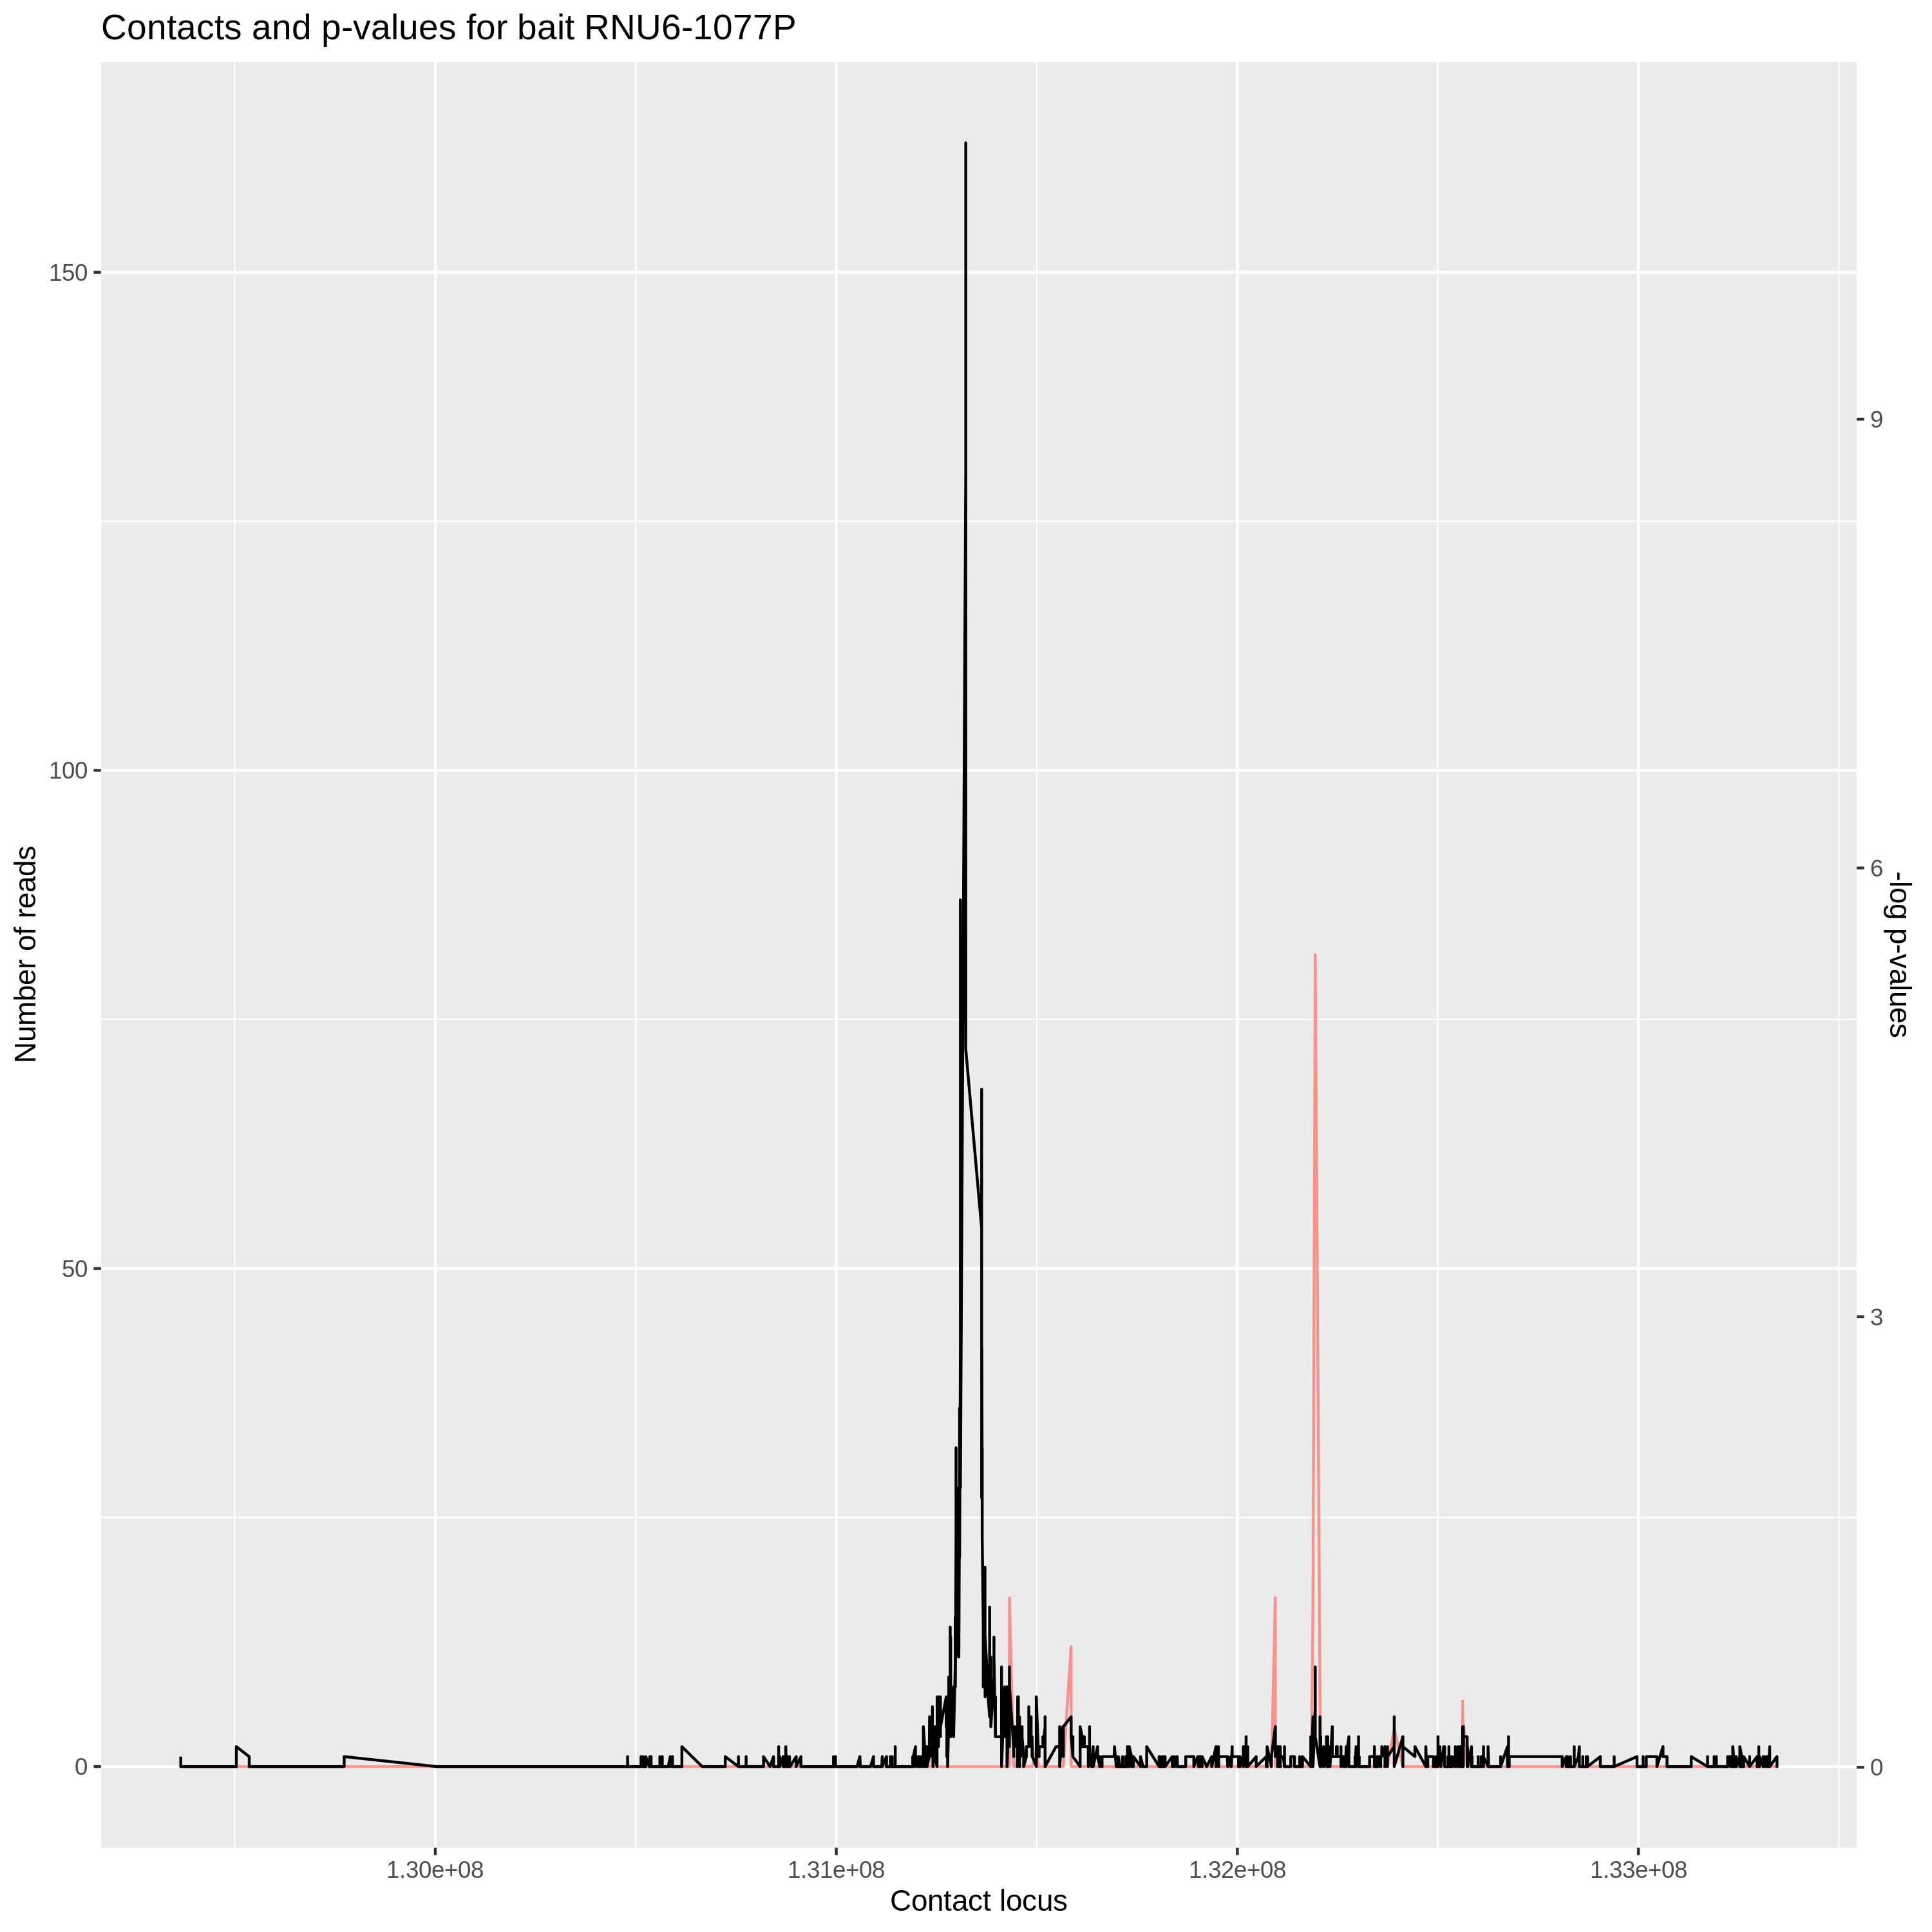 Contacts and p-values for bait RNU6-1077P
150
100
50
0
Number of reads
9
6
3
0
-log p-values
1.30e+08
1.31e+08
1.32e+08
1.33e+08
Contact locus